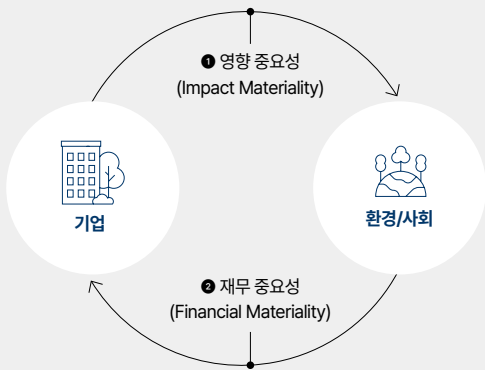 ❶ 영향 중요성
(Impact Materiality)
기업
환경/사회
❷ 재무 중요성
(Financial Materiality)